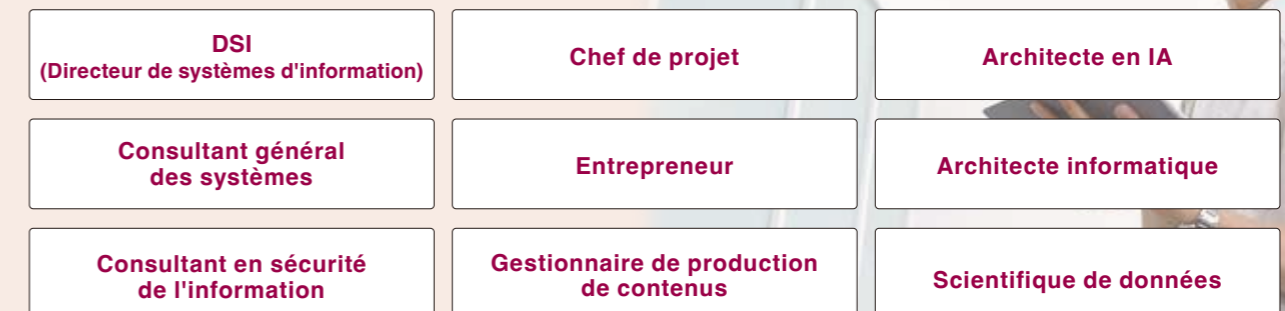 DSI
(Directeur de systèmes d'information)
Chef de projet
Architecte en IA
Consultant général
des systèmes
Entrepreneur
Architecte informatique
Consultant en sécurité
de l'information
Gestionnaire de production
de contenus
Scientifique de données